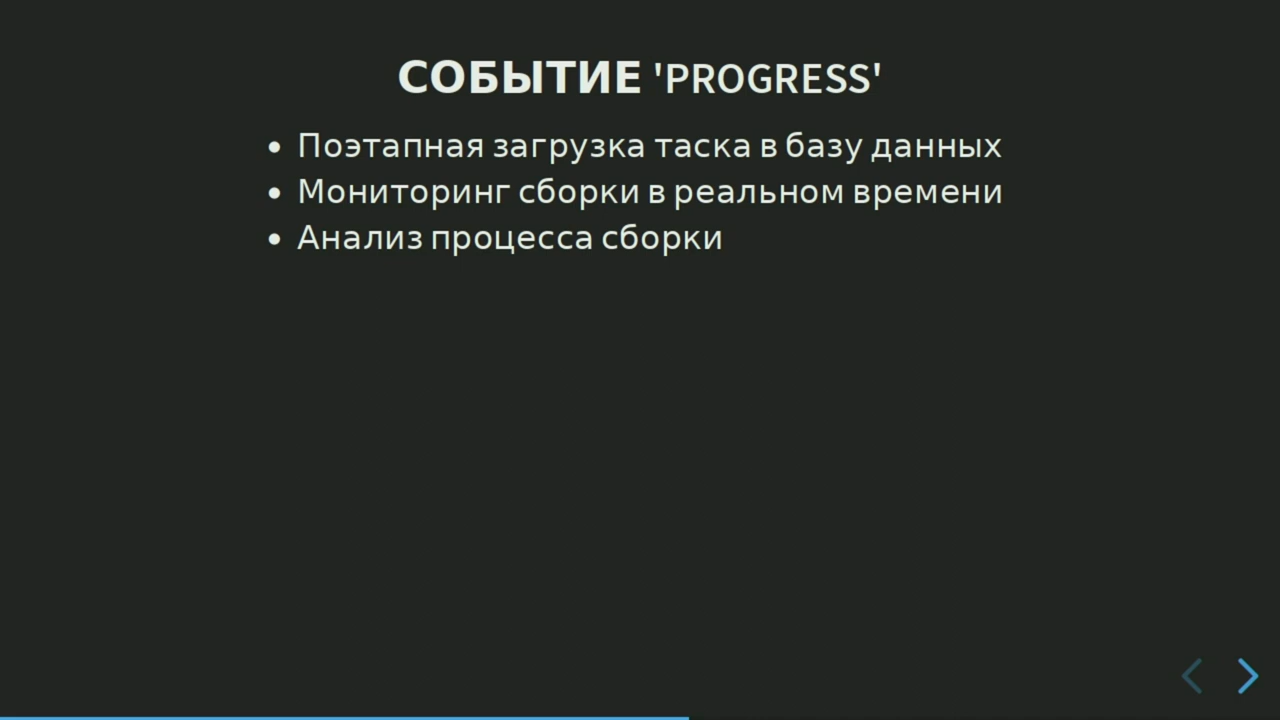 СОБЫТИЕ 'PROGRESS'
• Поэтапная загрузка таска в базу данных
• Мониторинг сборки в реальном времени
• Анализ процесса сборки